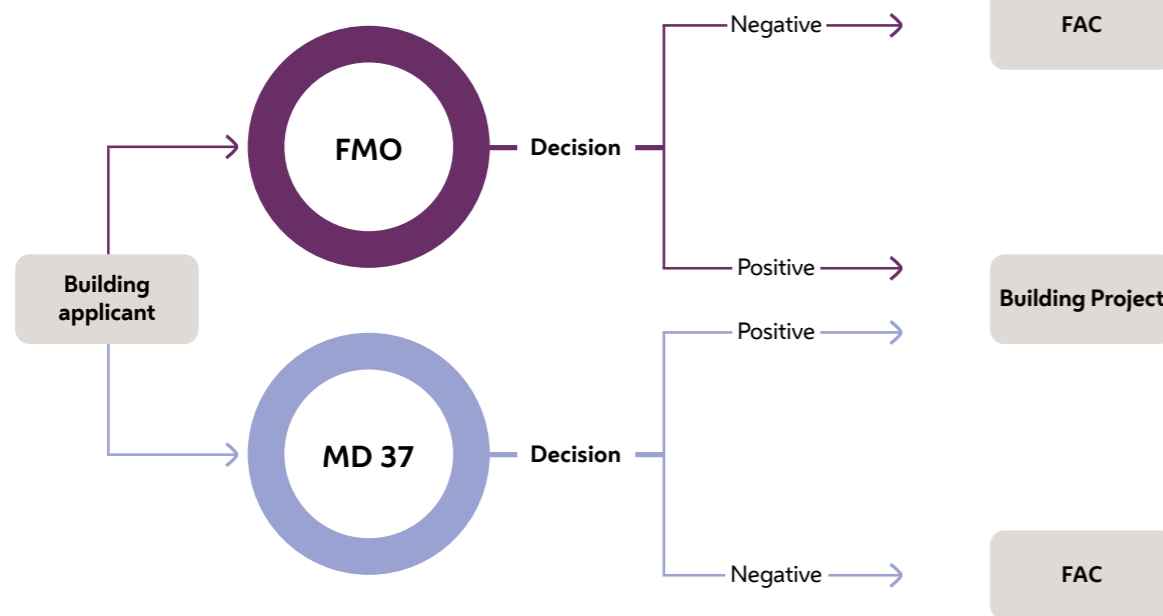 Negative
FAC
FMO
Decision
Positive
Building
applicant
Building Project
Positive
MD 37
Decision
Negative
FAC